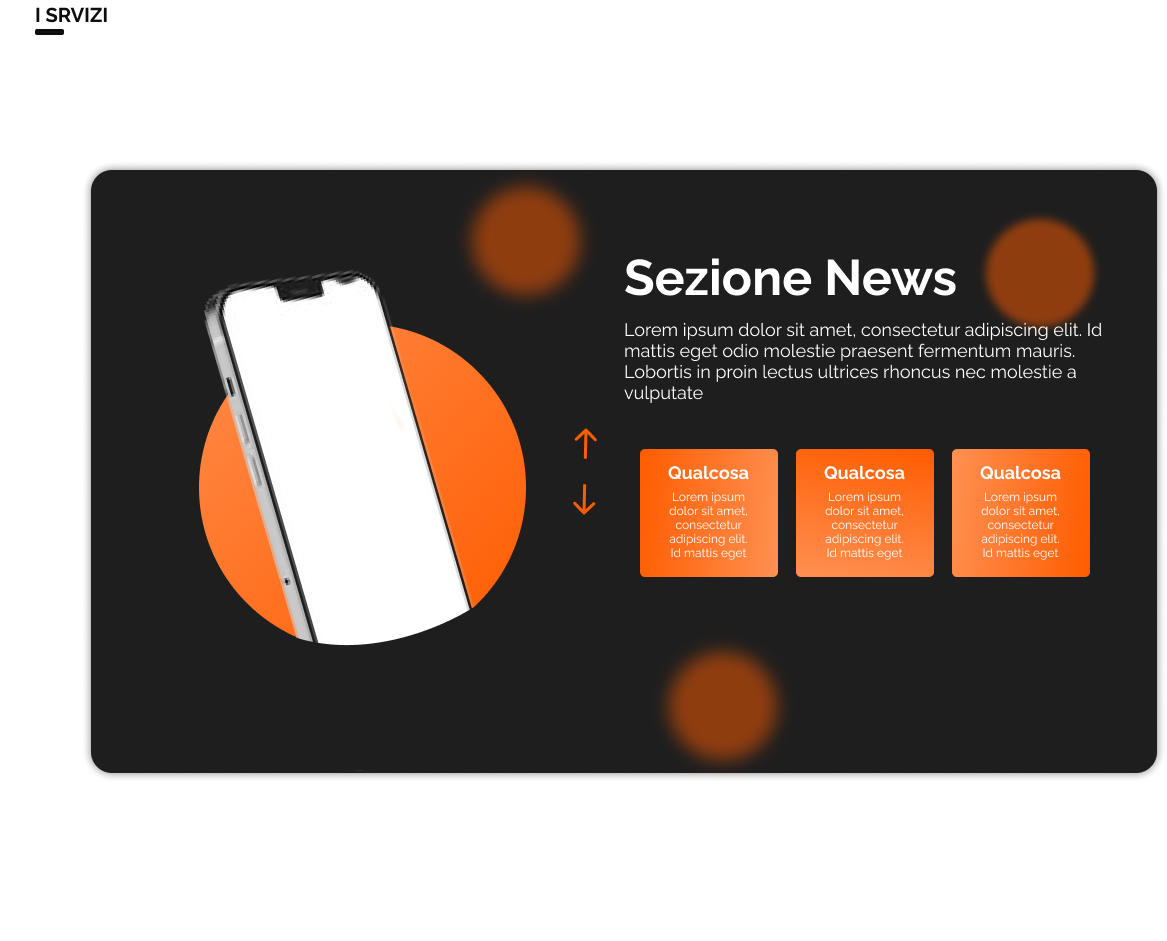 I SRVIZI
Sezione News
Lorem ipsum dolor sit amet, consectetur adipiscing elit. Id
mattis eget odio molestie praesent fermentum mauris.
Lobortis in proin lectus ultrices rhoncus nec molestie a
vulputate
Qualcosa
Lorem ipsum
dolor sit amet,
consectetur
adipiscing elit.
Id mattis eget
Qualcosa
Lorem ipsum
dolor sit amet,
consectetur
adipiscing elit.
Id mattis eget
Qualcosa
Lorem ipsum
dolor sit amet,
consectetur
adipiscing elit.
Id mattis eget